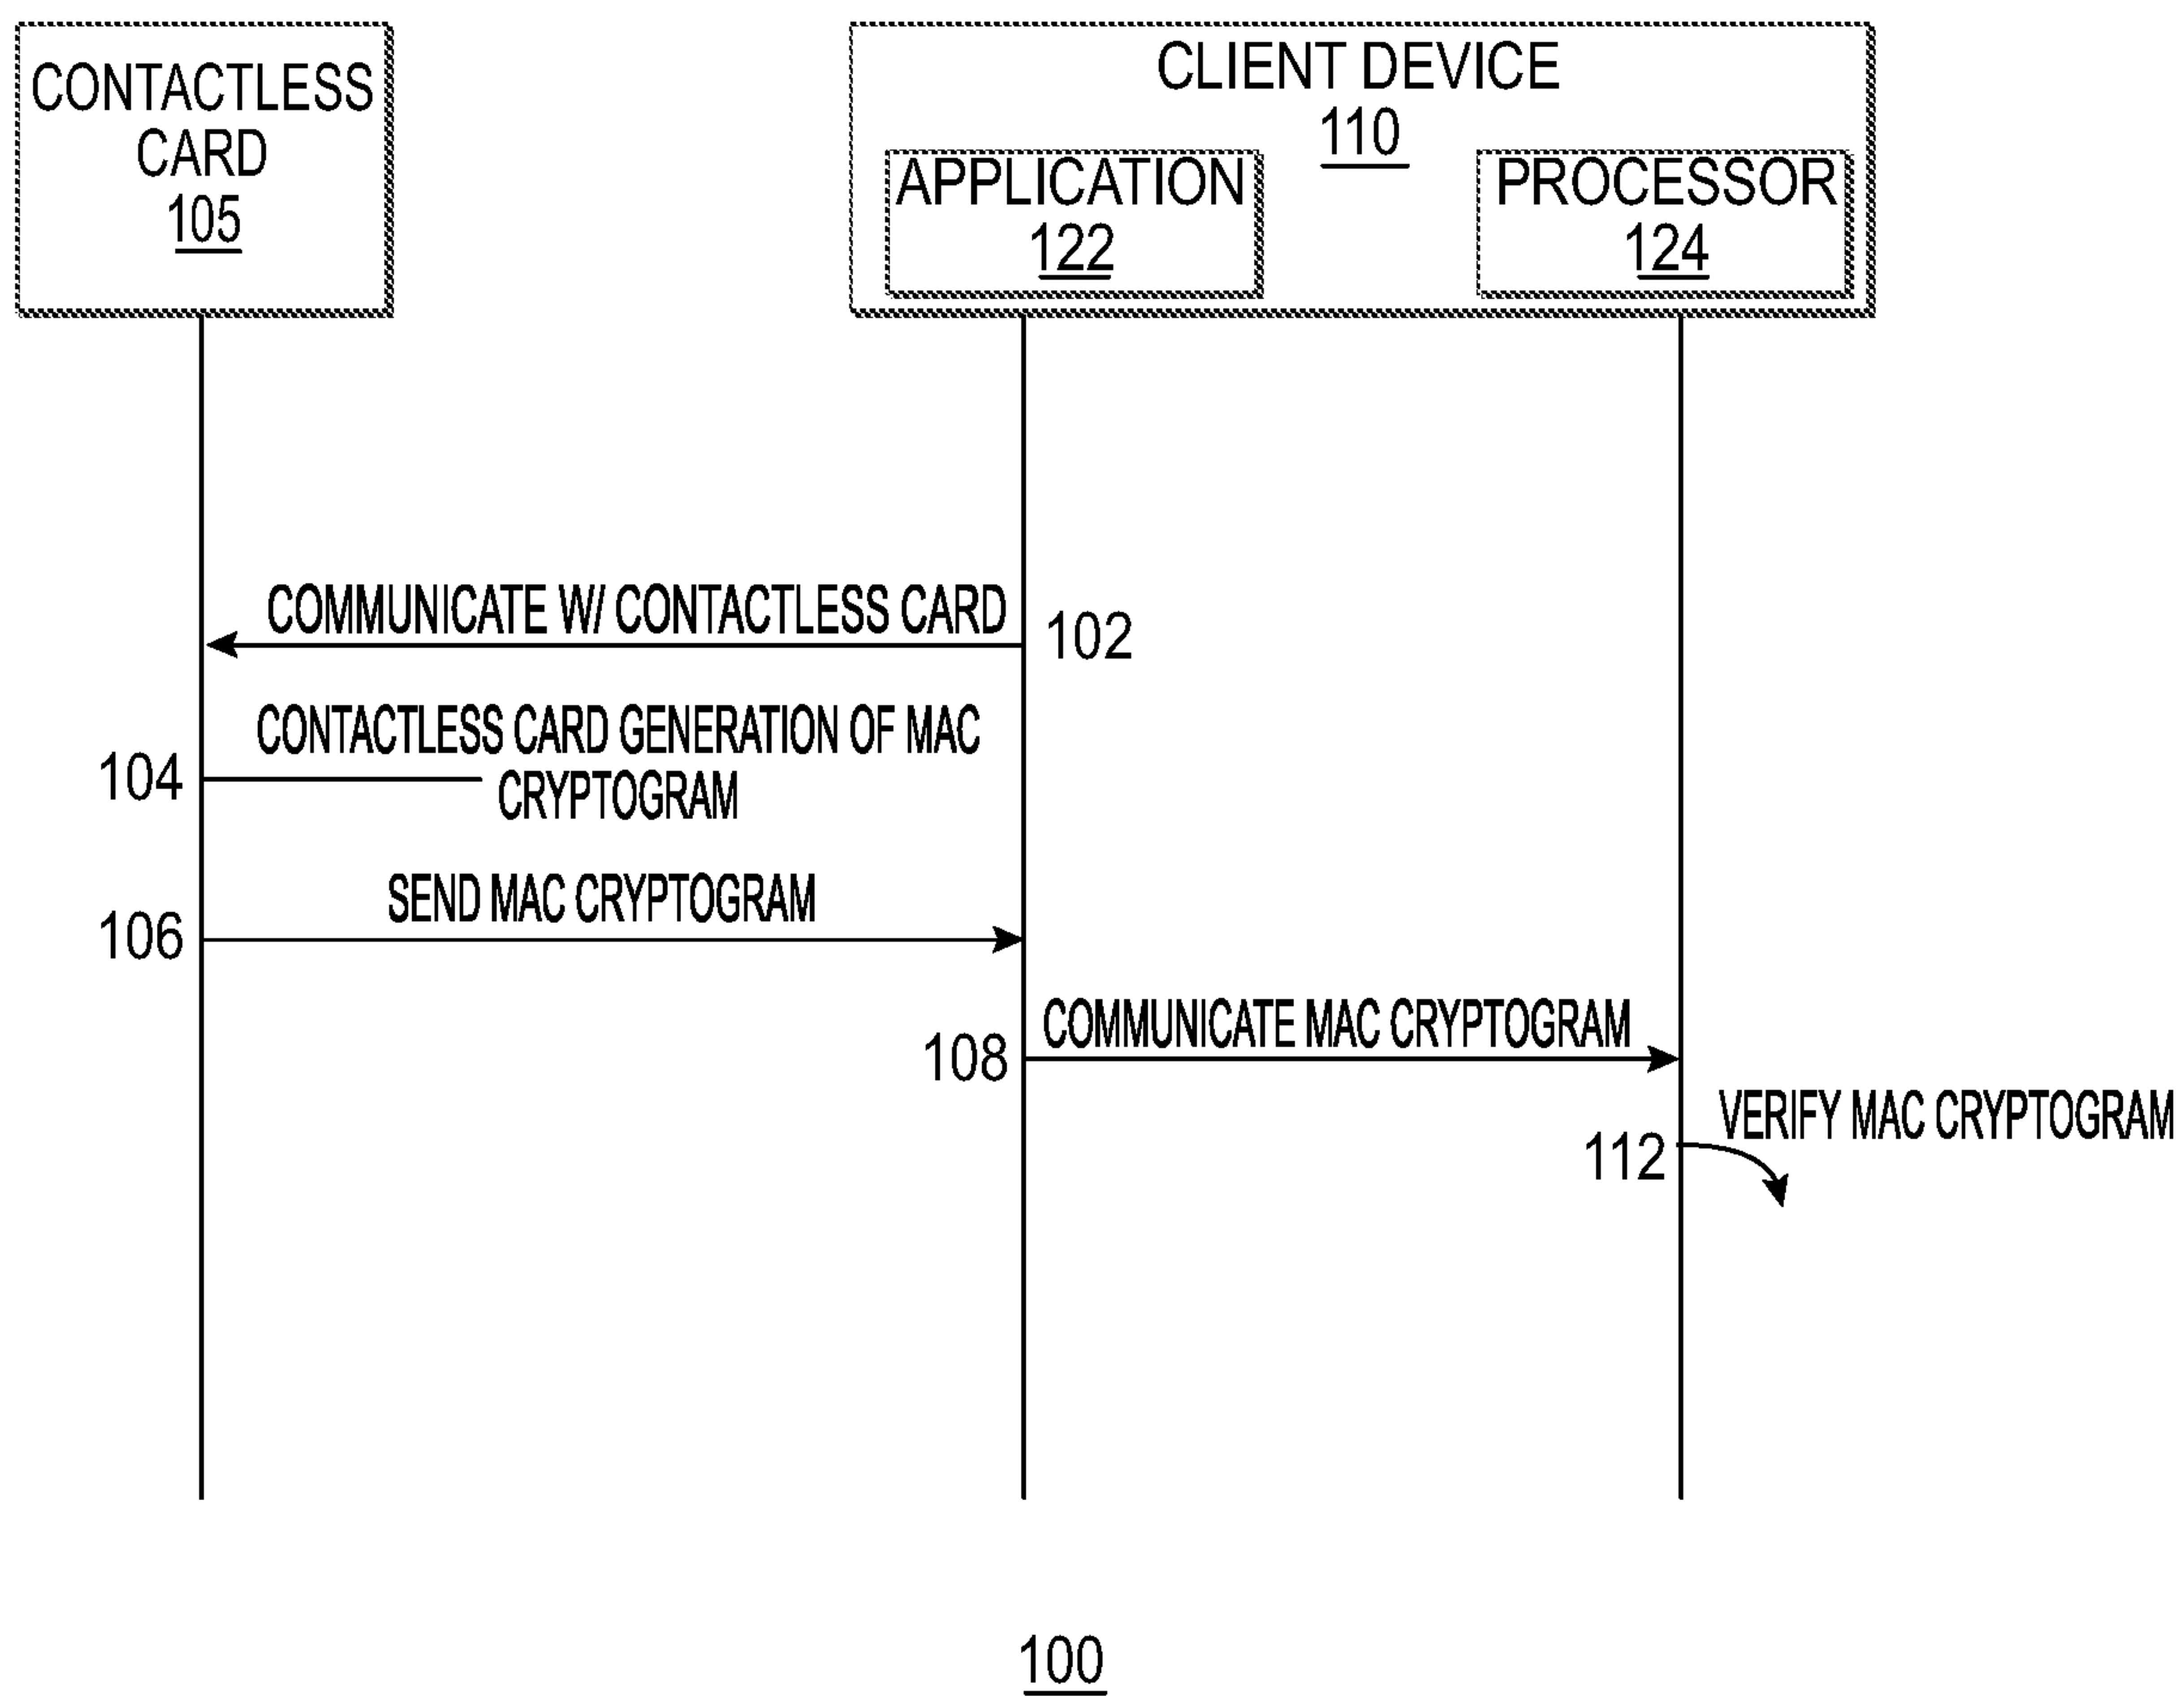 CONTACTLESS
CARD
105
CLIENT DEVICE
110
APPLICATION
122
PROCESSOR
124
COMMUNICATE W/ CONTACTLESS CARD
102
CONTACTLESS CARD GENERATION OF MAC
104
CRYPTOGRAM
SEND MAC CRYPTOGRAM
106
COMMUNICATE MAC CRYPTOGRAM
108
VERIFY MAC CRYPTOGRAM
112
100